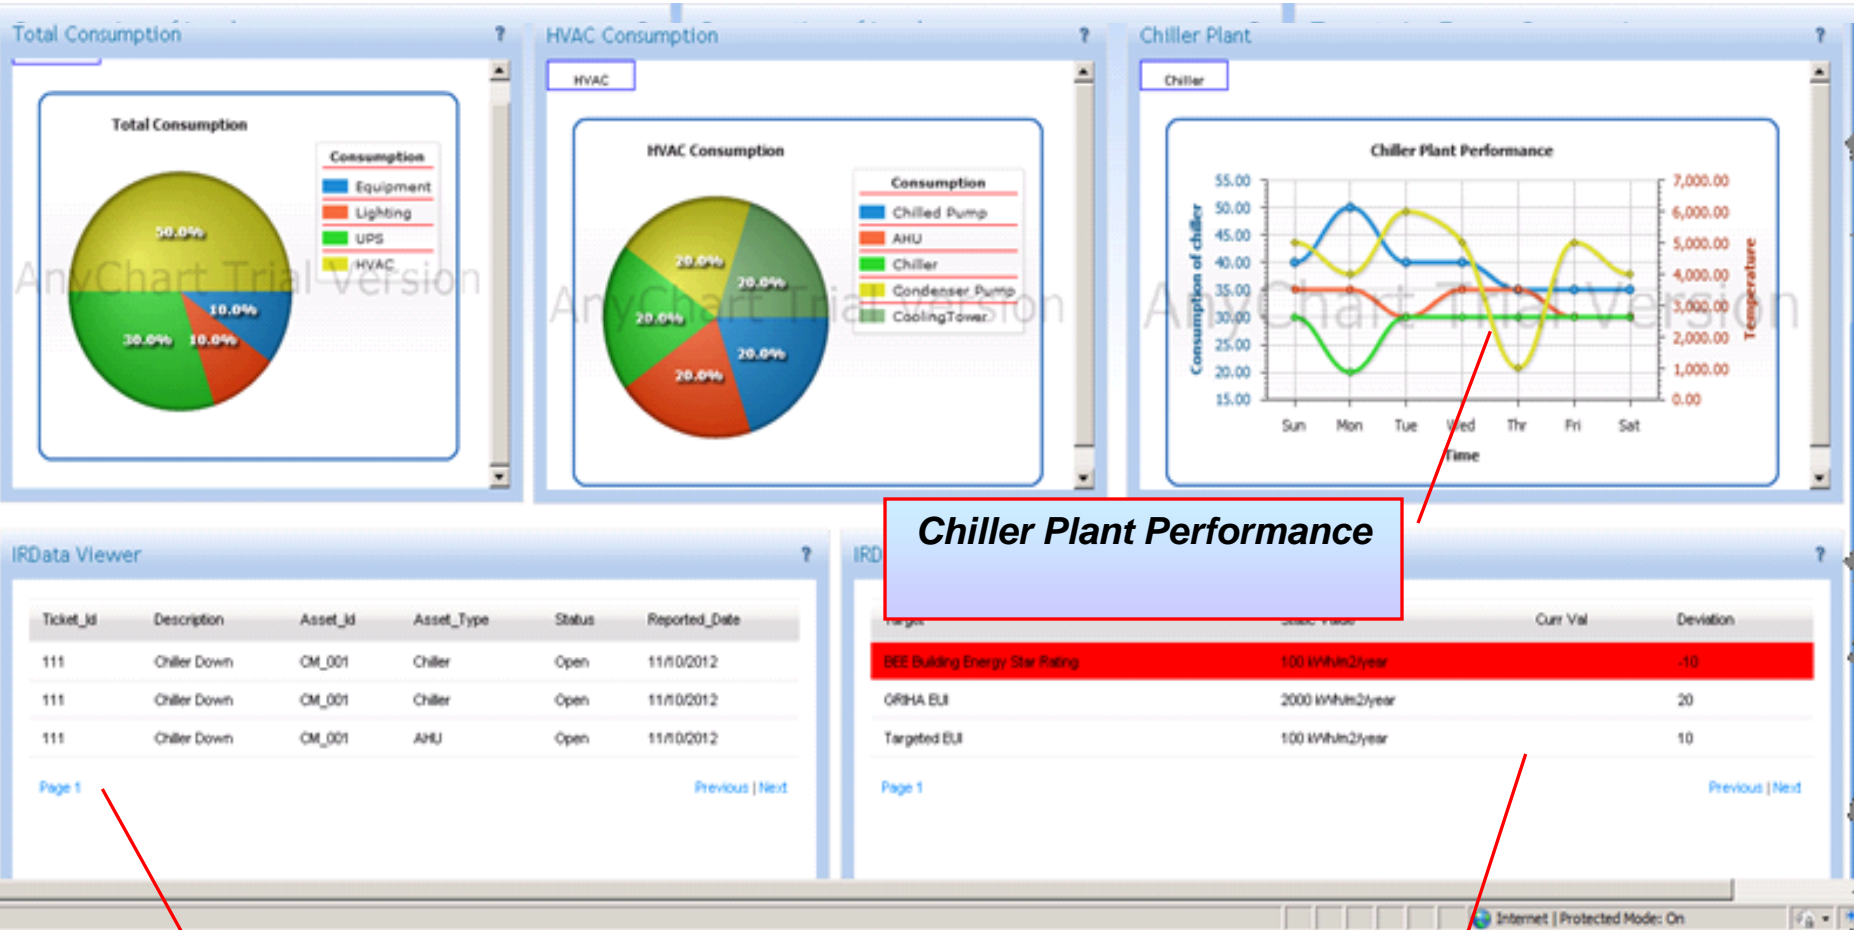 Total Consumption ?
Total Consumption
Consumption
Equipment
Lighting
UPS
HVAC
50.0%
10.0%
30.0% 10.0%
AnyChart Trial Version
HVAC Consumption ?
HVAC
HVAC Consumption
Consumption
Chilled Pump
AHU
Chiller
Condenser_Pump
CoolingTower
20.0%
20.0%
20.0%
20.0%
20.0%
AnyChart Trial Version
Chiller Plant ?
Chiller
Chiller Plant Performance
Consumption of chiller
55.00
50.00
45.00
40.00
35.00
30.00
25.00
20.00
15.00
7,000.00
6,000.00
5,000.00
4,000.00
3,000.00
2,000.00
1,000.00
0.00
Temperature
Sun Mon Tue Wed Thr Fri Sat
Time
AnyChart Trial Version
Chiller Plant Performance
IRData Viewer ?
Ticket_Id Description Asset_Id Asset_Type Status Reported_Date
111 Chiller Down CM_001 Chiller Open 11/10/2012
111 Chiller Down CM_001 Chiller Open 11/10/2012
111 Chiller Down CM_001 AHU Open 11/10/2012
Page 1 Previous | Next
IRD ?
Target Static Value Curr Val Deviation
BEE Building Energy Star Rating 100 kWh/m2/year -10
GRIHA EUI 2000 kWh/m2/year 20
Targeted EUI 100 kWh/m2/year 10
Page 1 Previous | Next
Internet | Protected Mode: On